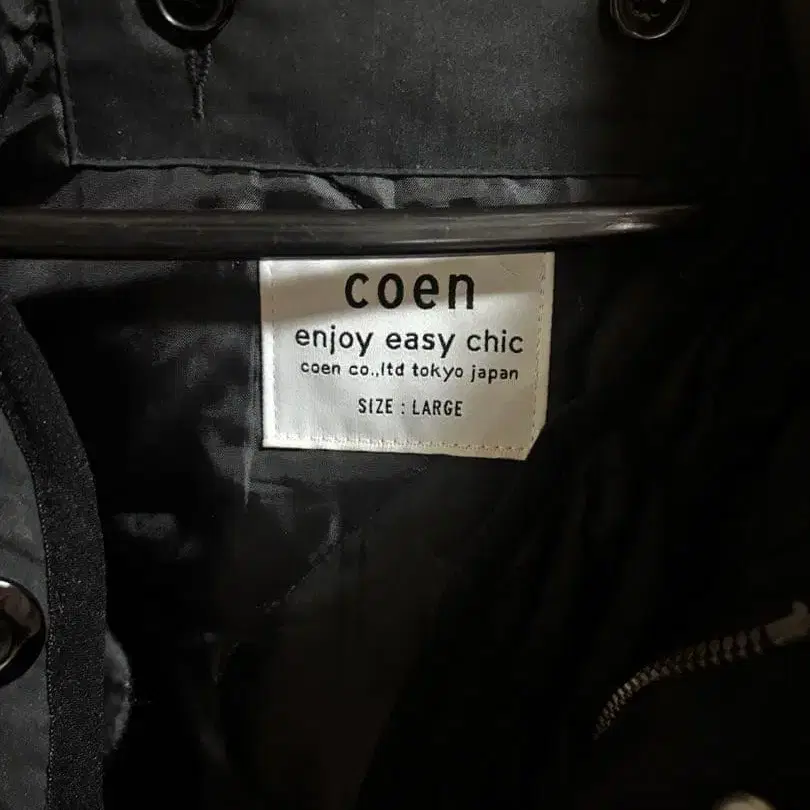 coen
enjoy easy chic
coen co.,ltd tokyo japan
SIZE : LARGE